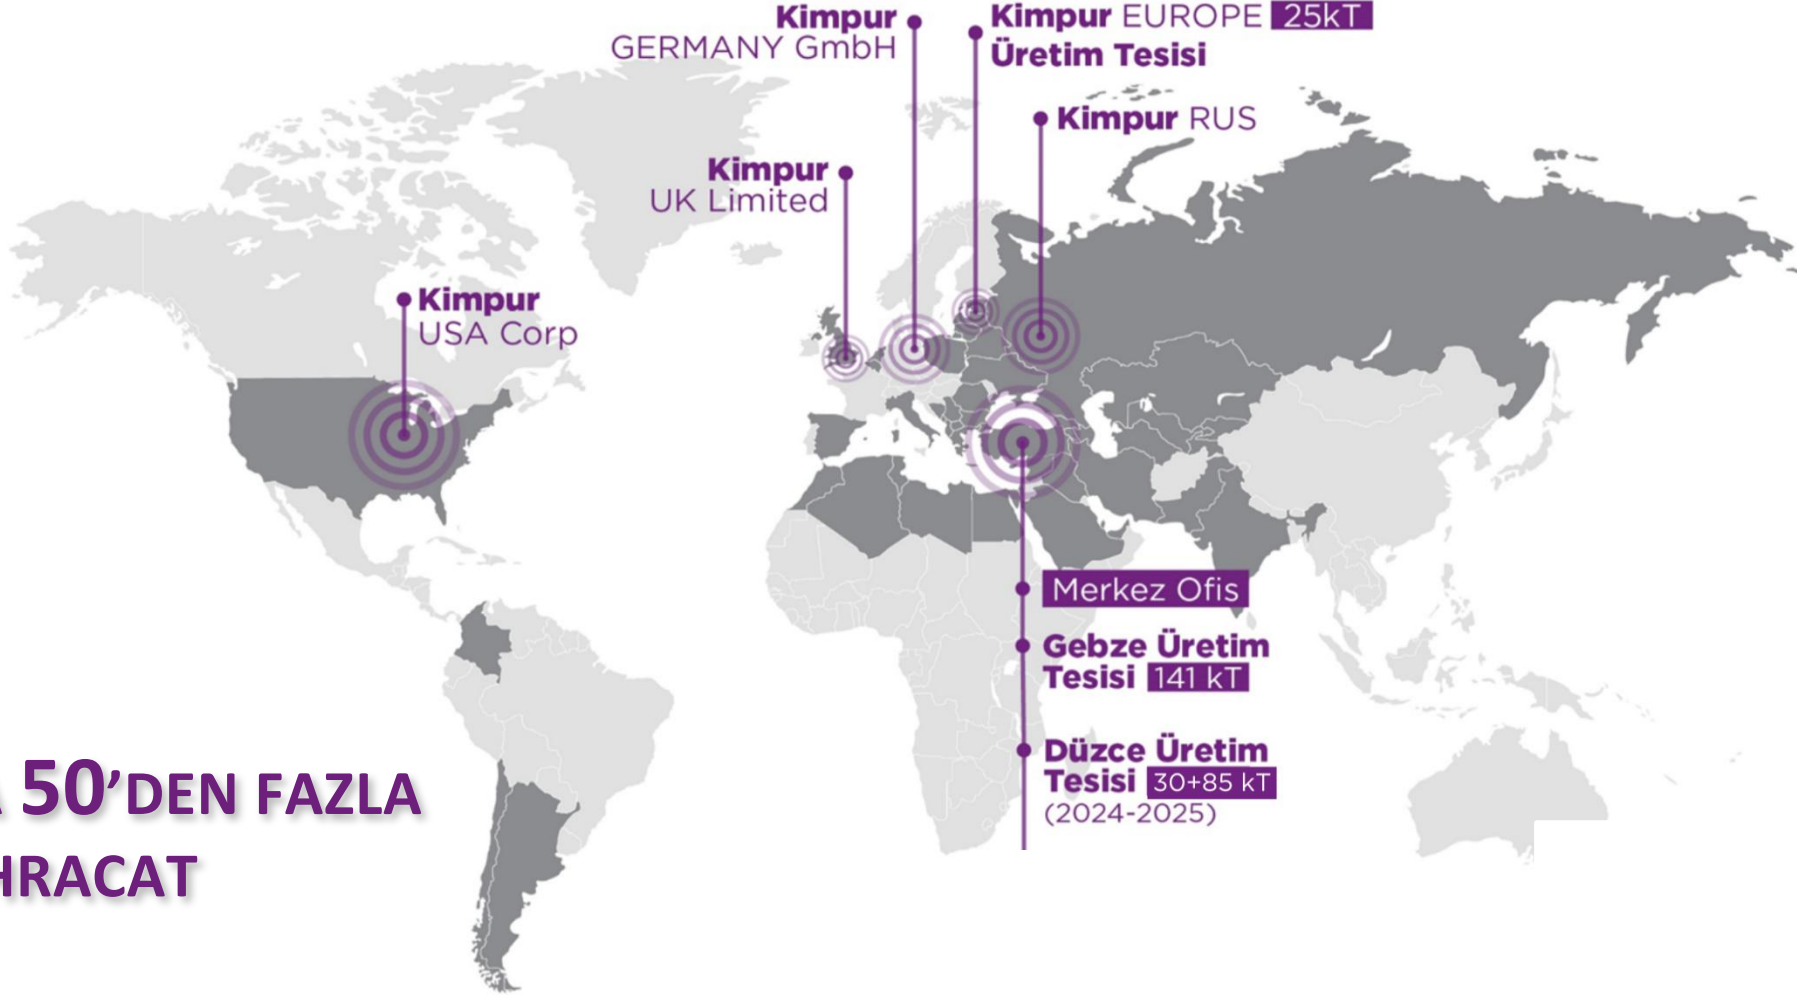 Kimpur
GERMANY GmbH
Kimpur EUROPE 25kT
Üretim Tesisi
Kimpur RUS
Kimpur
UK Limited
Kimpur
USA Corp
Merkez Ofis
Gebze Üretim
Tesisi 141 kT
Düzce Üretim
Tesisi 30+85 kT
(2024-2025)
50’DEN FAZLA
HRACAT